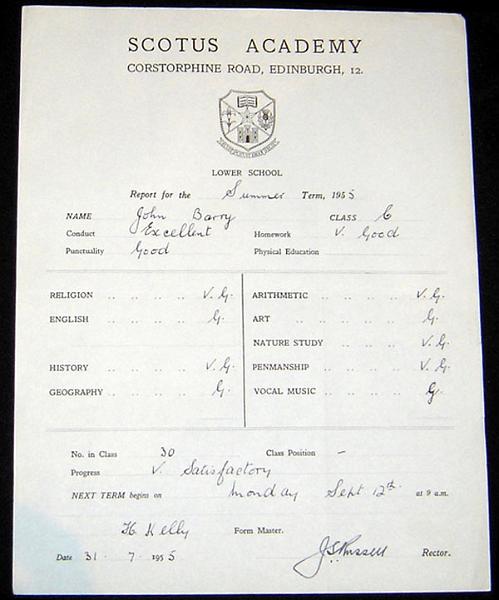 SCOTUS ACADEMY
CORSTORPHINE ROAD, EDINBURGH, 12.
LOWER SCHOOL
Report for the Summer Term, 1955
NAME John Barry CLASS 6
Conduct Excellent Homework V. Good
Punctuality Good Physical Education
RELIGION .. .. .. .. V. G. ARITHMETIC .. .. .. .. V. G.
ENGLISH .. .. .. .. G. ART .. .. .. .. G.
NATURE STUDY .. .. V. G.
HISTORY .. .. .. .. V. G. PENMANSHIP .. .. .. V. G.
GEOGRAPHY .. .. .. G. VOCAL MUSIC .. .. .. G.
No. in Class 30 Class Position –
Progress V. Satisfactory
NEXT TERM begins on Monday Sept 12th at 9 a.m.
H. Kelly Form Master.
Date 31 . 7 . 1955 Rector.